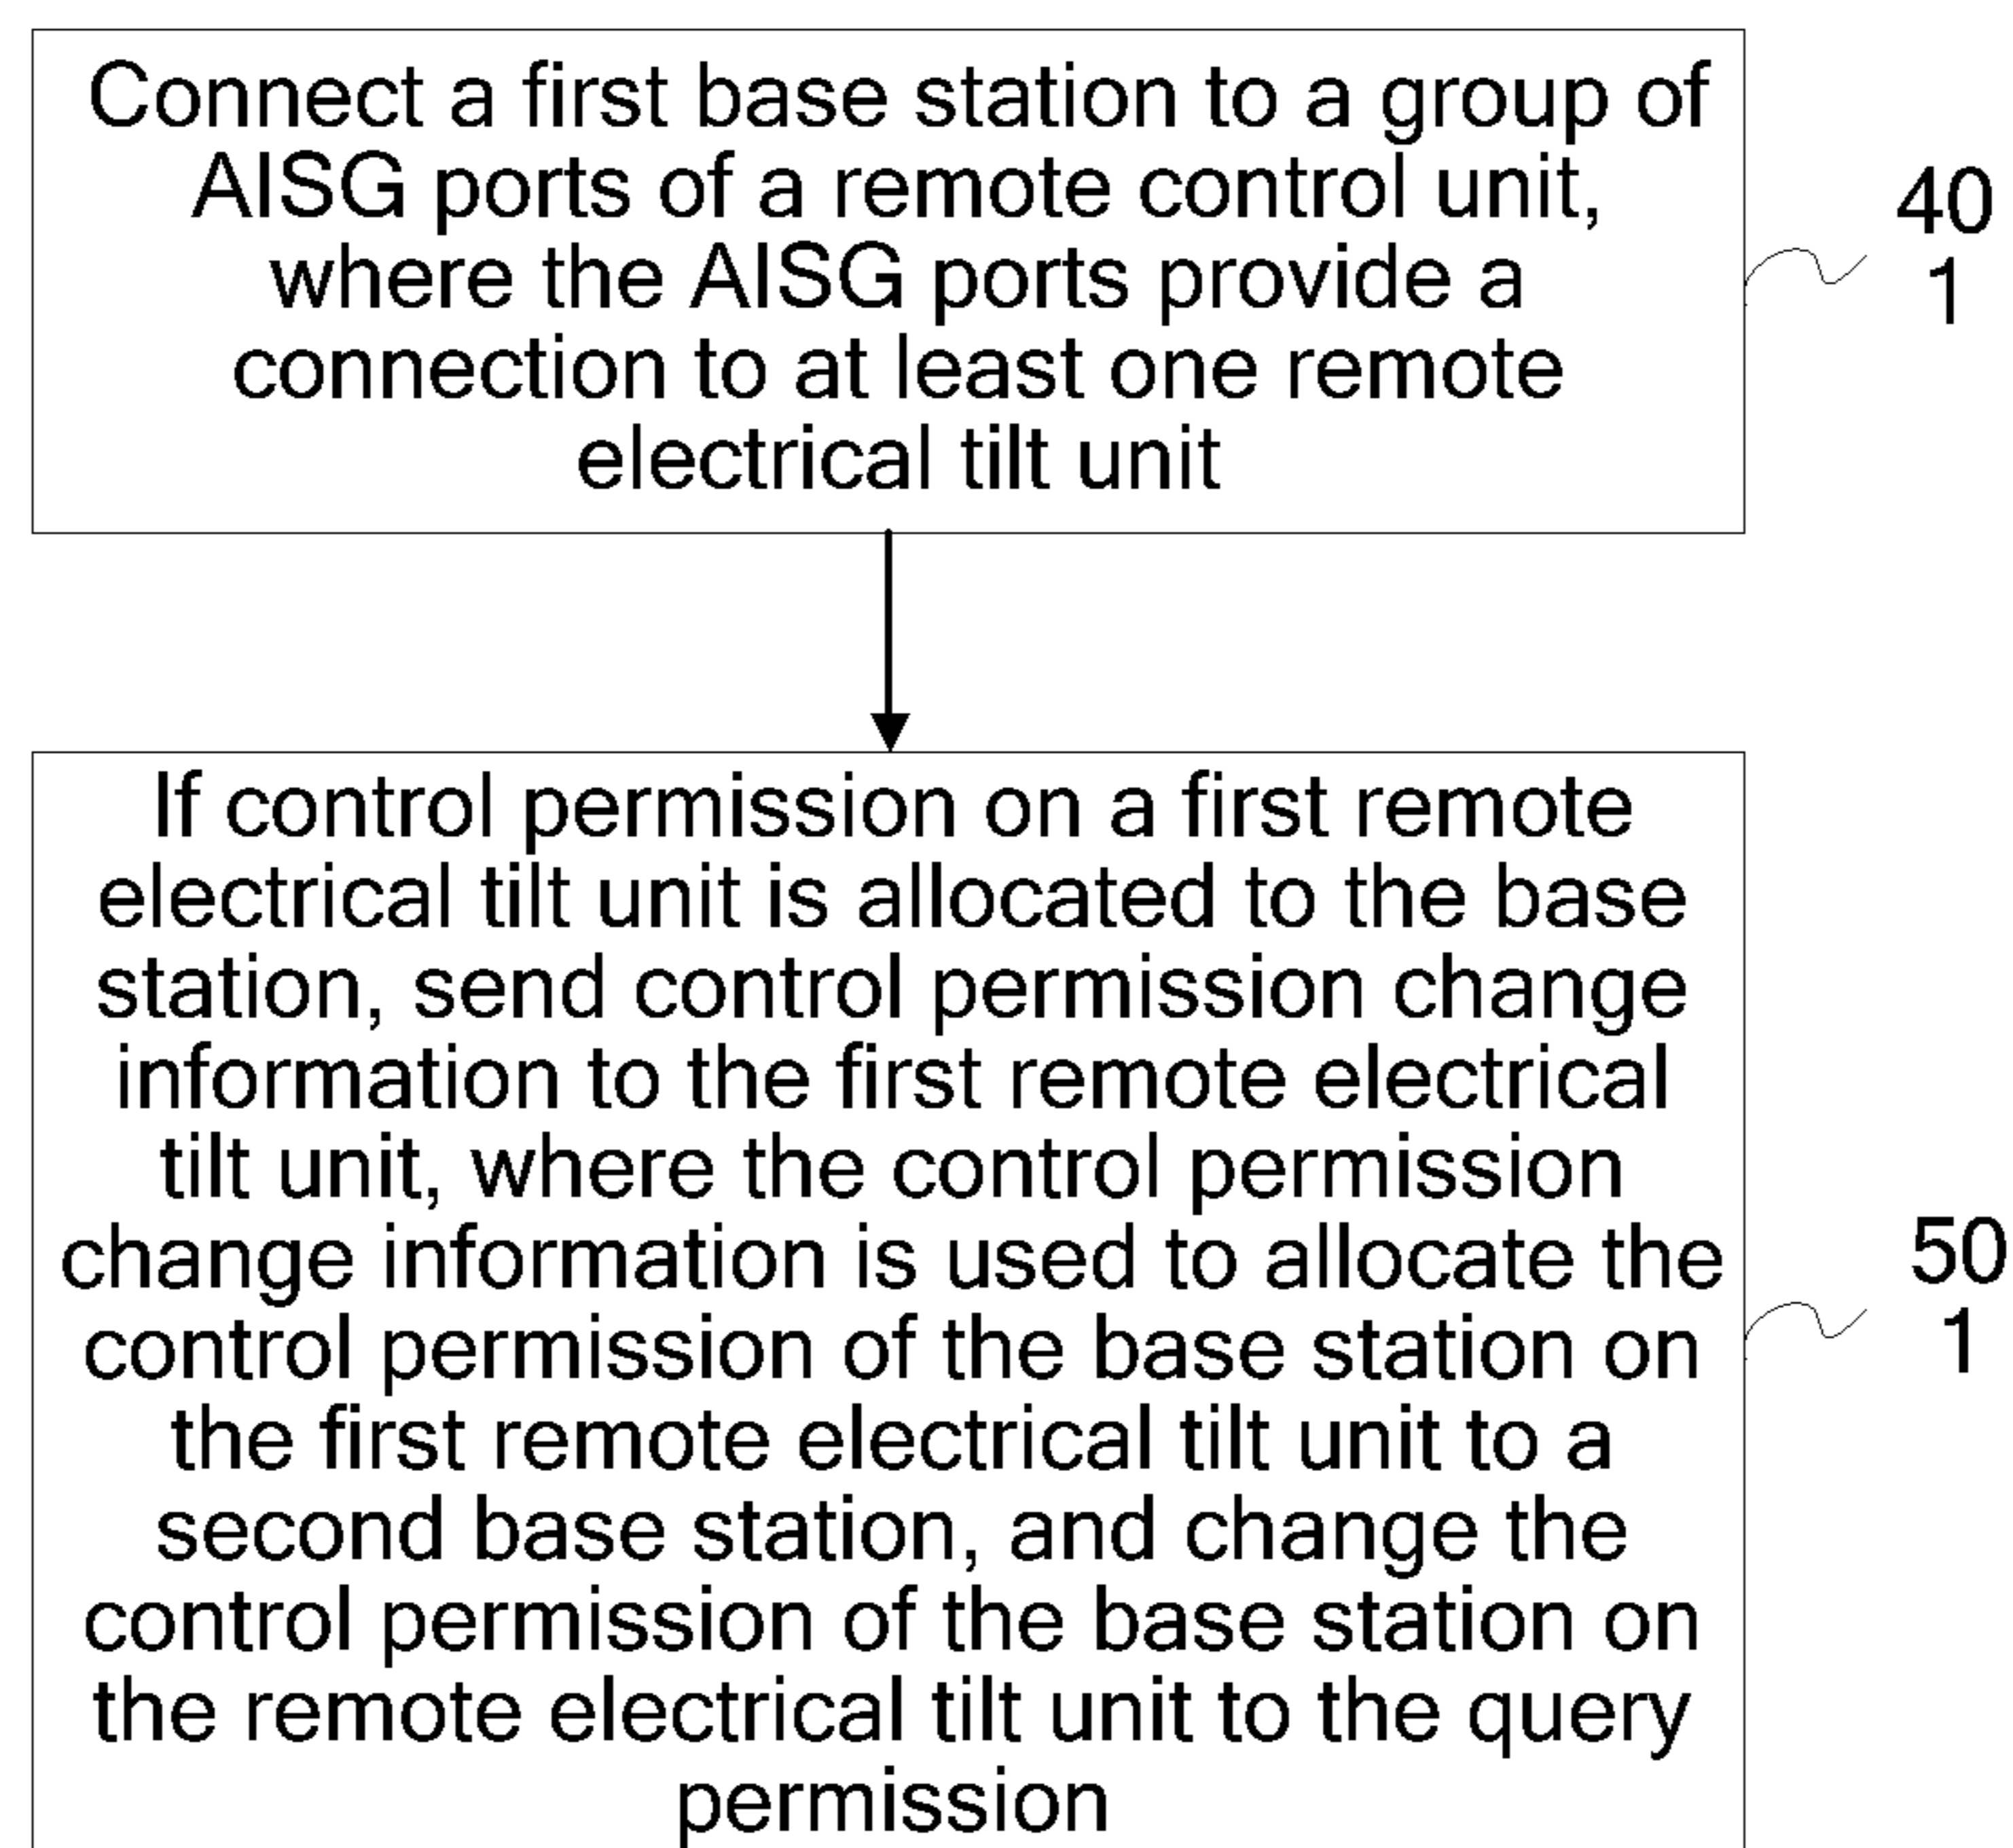 Connect a first base station to a group of
AISG ports of a remote control unit,
where the AISG ports provide a
connection to at least one remote
electrical tilt unit
40
1
If control permission on a first remote
electrical tilt unit is allocated to the base
station, send control permission change
information to the first remote electrical
tilt unit, where the control permission
change information is used to allocate the
control permission of the base station on
the first remote electrical tilt unit to a
second base station, and change the
control permission of the base station on
the remote electrical tilt unit to the query
permission
50
1